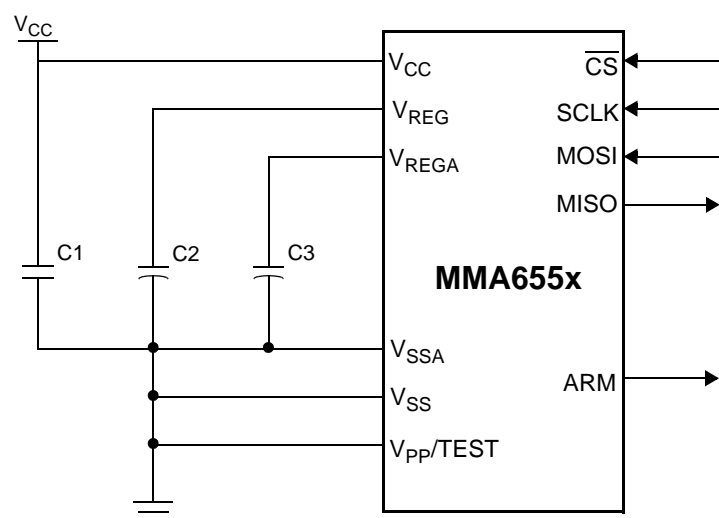 VCC
VCC
CS
VREG
SCLK
VREGA
MOSI
MISO
C1
C2
C3
MMA655x
VSSA
ARM
VSS
VPP/TEST